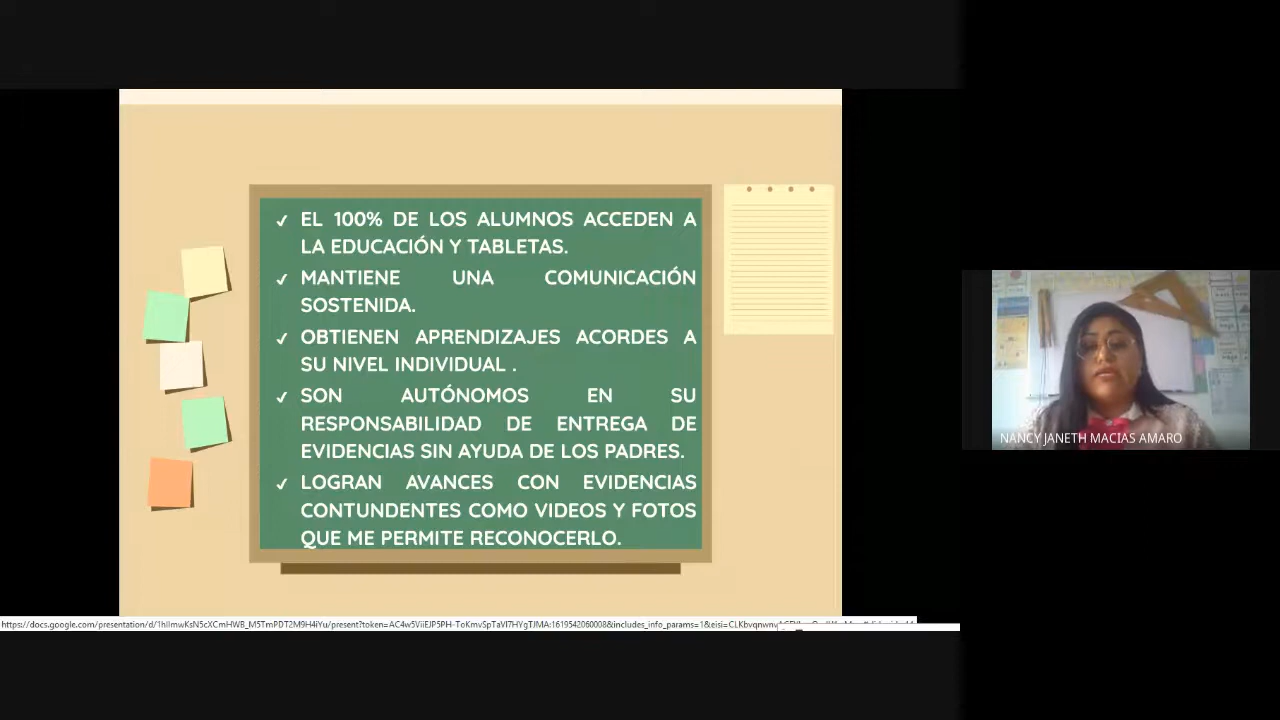 ✓ EL 100% DE LOS ALUMNOS ACCEDEN A
LA EDUCACIÓN Y TABLETAS.
✓ MANTIENE UNA COMUNICACIÓN
SOSTENIDA.
✓ OBTIENEN APRENDIZAJES ACORDES A
SU NIVEL INDIVIDUAL .
✓ SON AUTÓNOMOS EN SU
RESPONSABILIDAD DE ENTREGA DE
EVIDENCIAS SIN AYUDA DE LOS PADRES.
✓ LOGRAN AVANCES CON EVIDENCIAS
CONTUNDENTES COMO VIDEOS Y FOTOS
QUE ME PERMITE RECONOCERLO.
NANCY JANETH MACIAS AMARO